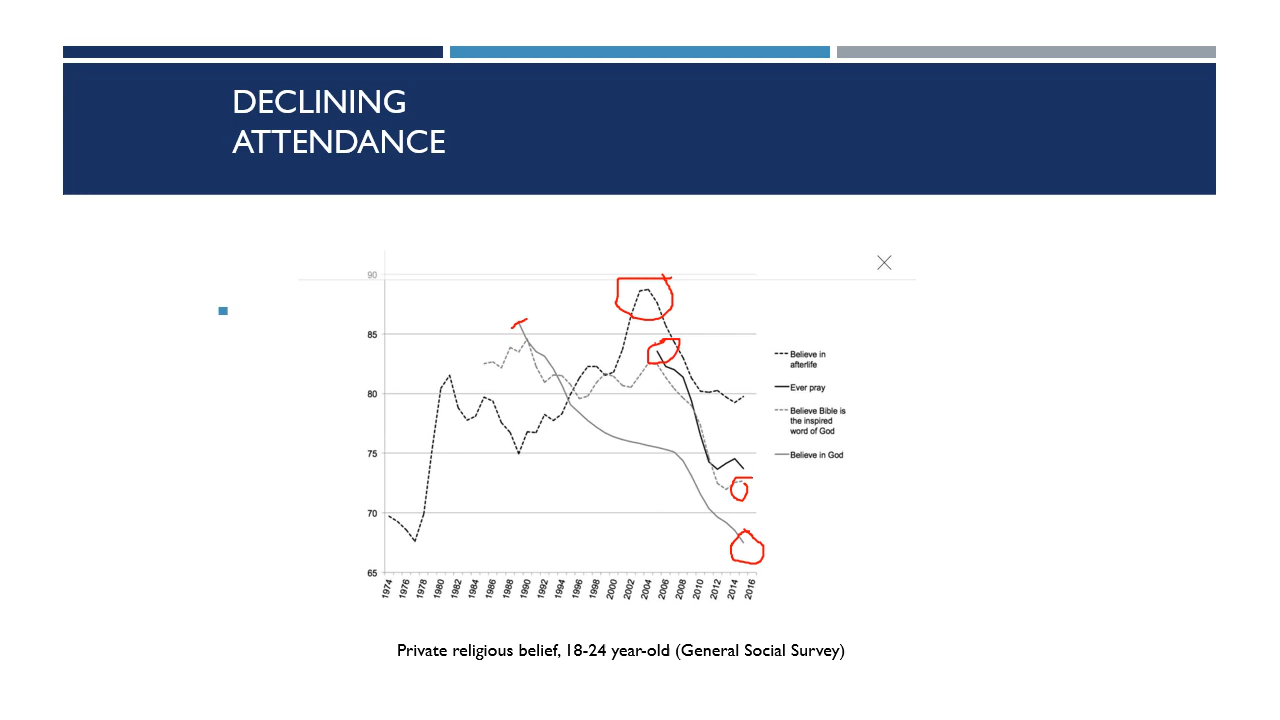 DECLINING
ATTENDANCE
90
85
80
75
70
65
1974
1976
1978
1980
1982
1984
1986
1988
1990
1992
1994
1996
1998
2000
2002
2004
2006
2008
2010
2012
2014
2016
Believe in
afterlife
Ever pray
Believe Bible is
the inspired
word of God
Believe in God
Private religious belief, 18-24 year-old (General Social Survey)